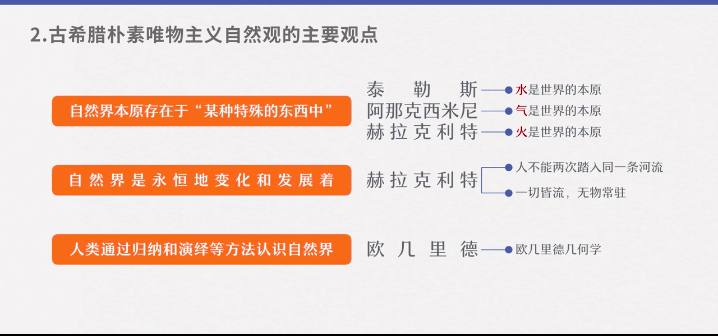 2.古希腊朴素唯物主义自然观的主要观点
自然界本原存在于“某种特殊的东西中”
泰勒斯 水是世界的本原
阿那克西米尼 气是世界的本原
赫拉克利特 火是世界的本原
自然界是永恒地变化和发展着
赫拉克利特
人不能两次踏入同一条河流
一切皆流，无物常驻
人类通过归纳和演绎等方法认识自然界
欧几里德 欧几里德几何学